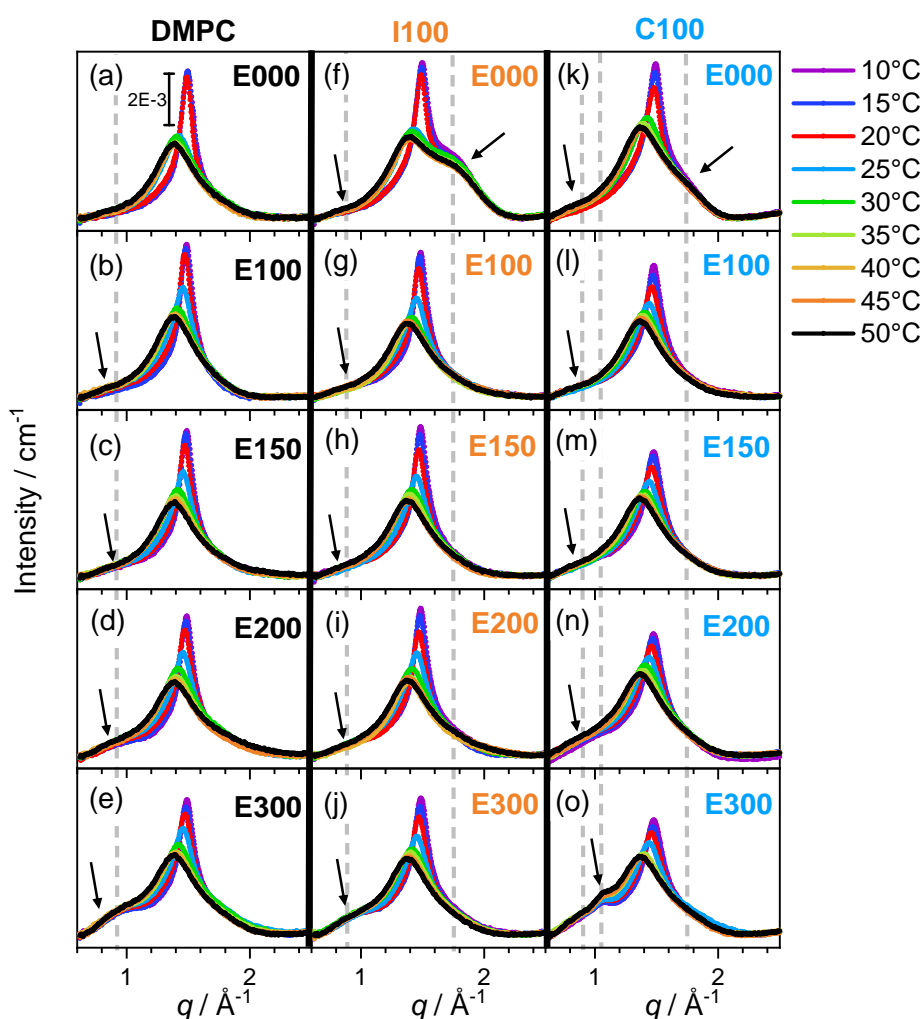 DMPC I100 C100
(a) E000 (f) E000 (k) E000
2E-3
10°C
15°C
20°C
25°C
30°C
35°C
40°C
45°C
50°C
(b) E100 (g) E100 (l) E100
(c) E150 (h) E150 (m) E150
(d) E200 (i) E200 (n) E200
(e) E300 (j) E300 (o) E300
Intensity / cm⁻¹
1 2 1 2 1 2
q / Å⁻¹ q / Å⁻¹ q / Å⁻¹